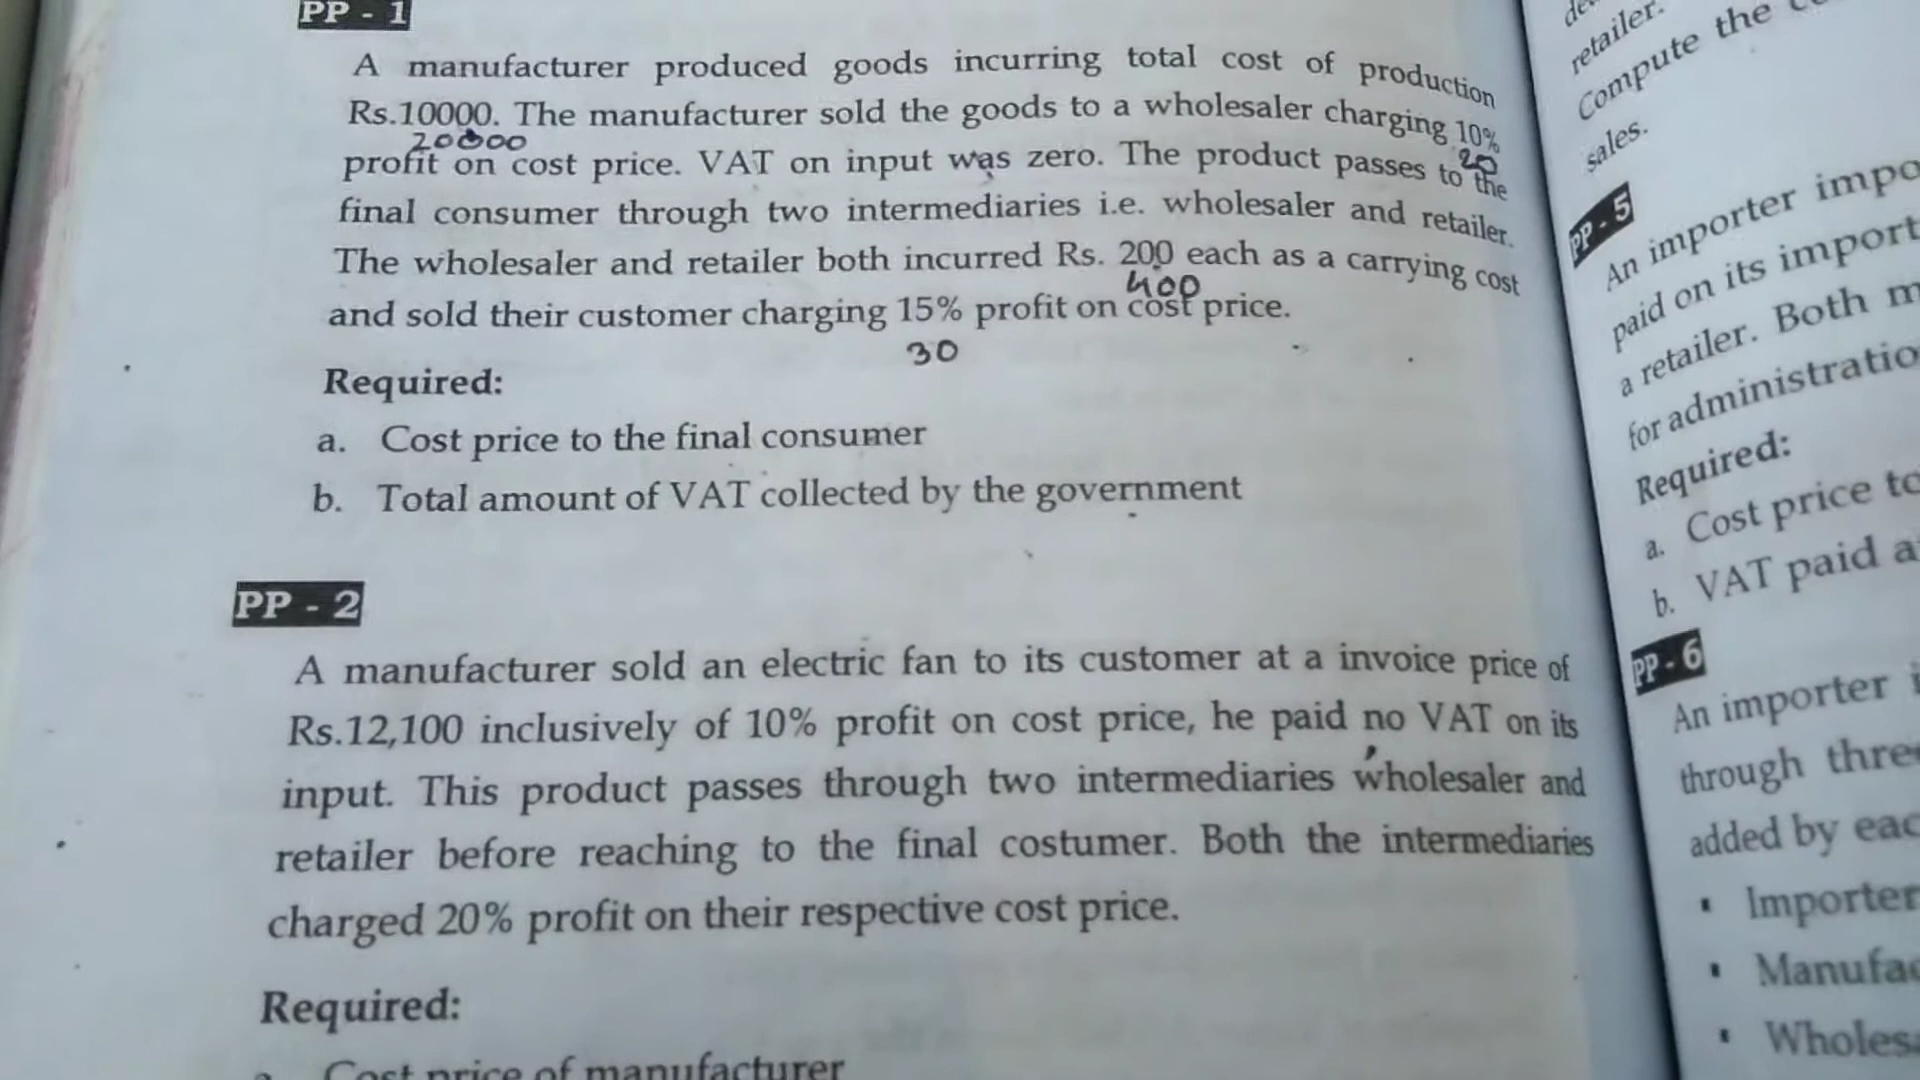 PP - 1
A manufacturer produced goods incurring total cost of production
Rs.10000. The manufacturer sold the goods to a wholesaler charging 10%
20000
profit on cost price. VAT on input was zero. The product passes to the
20
final consumer through two intermediaries i.e. wholesaler and retailer.
The wholesaler and retailer both incurred Rs. 200 each as a carrying cost
400
and sold their customer charging 15% profit on cost price.
30
Required:
a. Cost price to the final consumer
b. Total amount of VAT collected by the government
PP - 2
A manufacturer sold an electric fan to its customer at a invoice price of
Rs.12,100 inclusively of 10% profit on cost price, he paid no VAT on its
input. This product passes through two intermediaries wholesaler and
retailer before reaching to the final costumer. Both the intermediaries
charged 20% profit on their respective cost price.
Required:
Cost price of manufacturer
retailer.
Compute the
sales.
PP - 5
An importer impo
paid on its import
a retailer. Both m
for administratio
Required:
a. Cost price to
b. VAT paid a
PP - 6
An importer i
through thre
added by eac
▪ Importer
▪ Manufac
▪ Wholesa